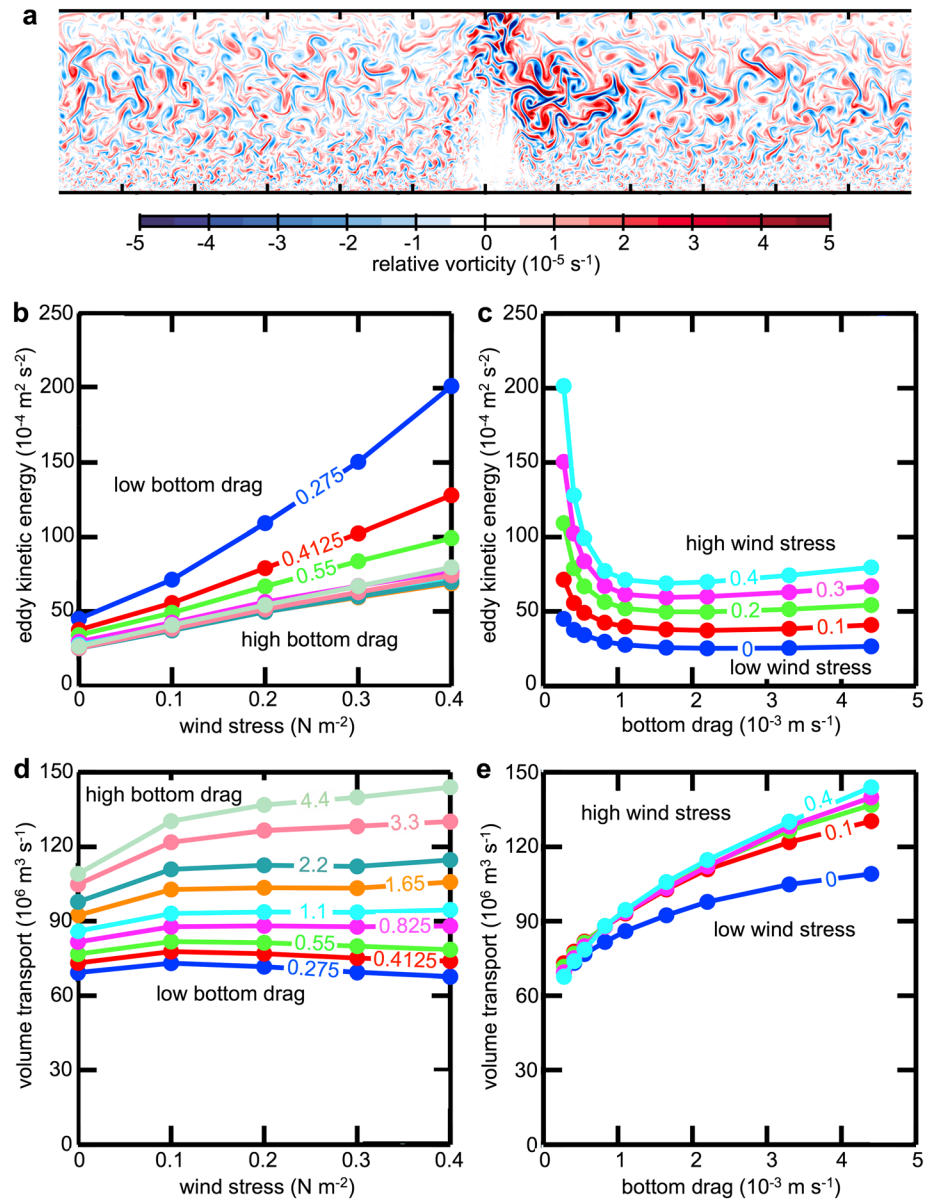 a
-5 -4 -3 -2 -1 0 1 2 3 4 5
relative vorticity (10⁻⁵ s⁻¹)
b
250
200
150
100
50
0
eddy kinetic energy (10⁻⁴ m² s⁻²)
low bottom drag
0.275
0.4125
0.55
high bottom drag
0 0.1 0.2 0.3 0.4
wind stress (N m⁻²)
c
250
200
150
100
50
0
eddy kinetic energy (10⁻⁴ m² s⁻²)
high wind stress
0.4
0.3
0.2
0.1
0
low wind stress
0 1 2 3 4 5
bottom drag (10⁻³ m s⁻¹)
d
150
120
90
60
30
0
volume transport (10⁶ m³ s⁻¹)
high bottom drag
4.4
3.3
2.2
1.65
1.1
0.825
0.55
0.4125
0.275
low bottom drag
0 0.1 0.2 0.3 0.4
wind stress (N m⁻²)
e
150
120
90
60
30
0
volume transport (10⁶ m³ s⁻¹)
high wind stress
0.4
0.1
0
low wind stress
0 1 2 3 4 5
bottom drag (10⁻³ m s⁻¹)